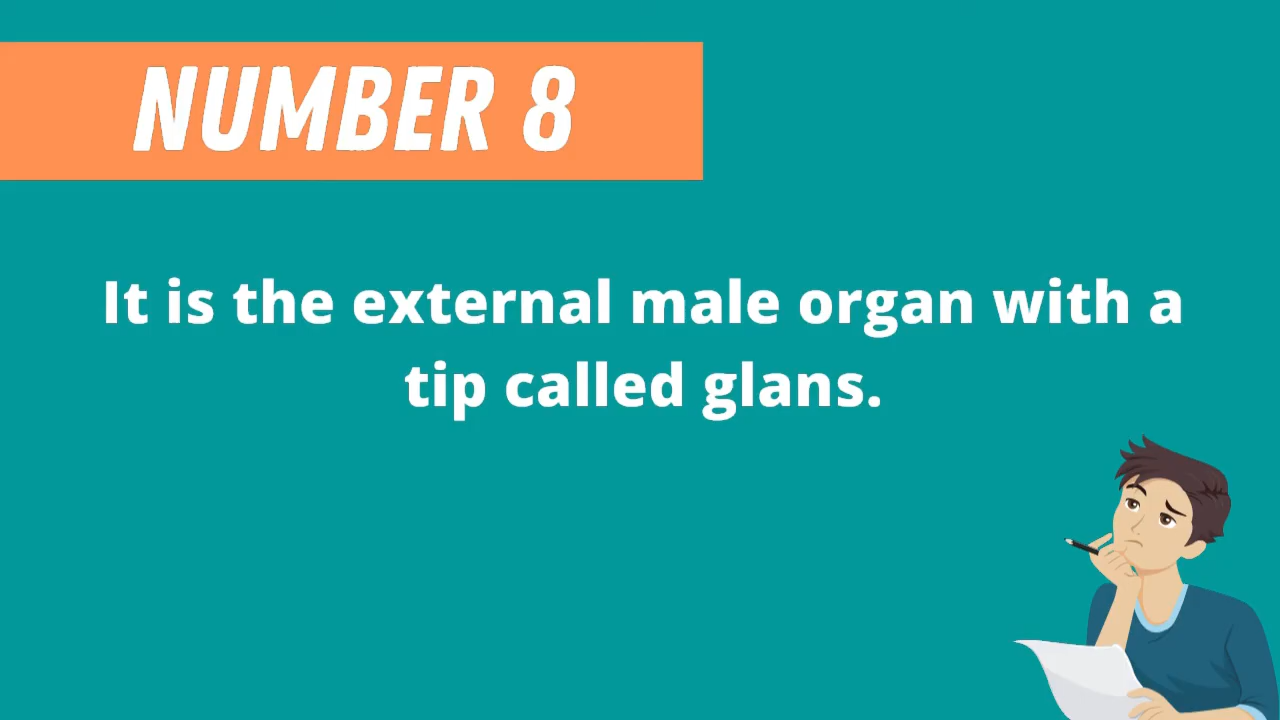 NUMBER 8
It is the external male organ with a
tip called glans.